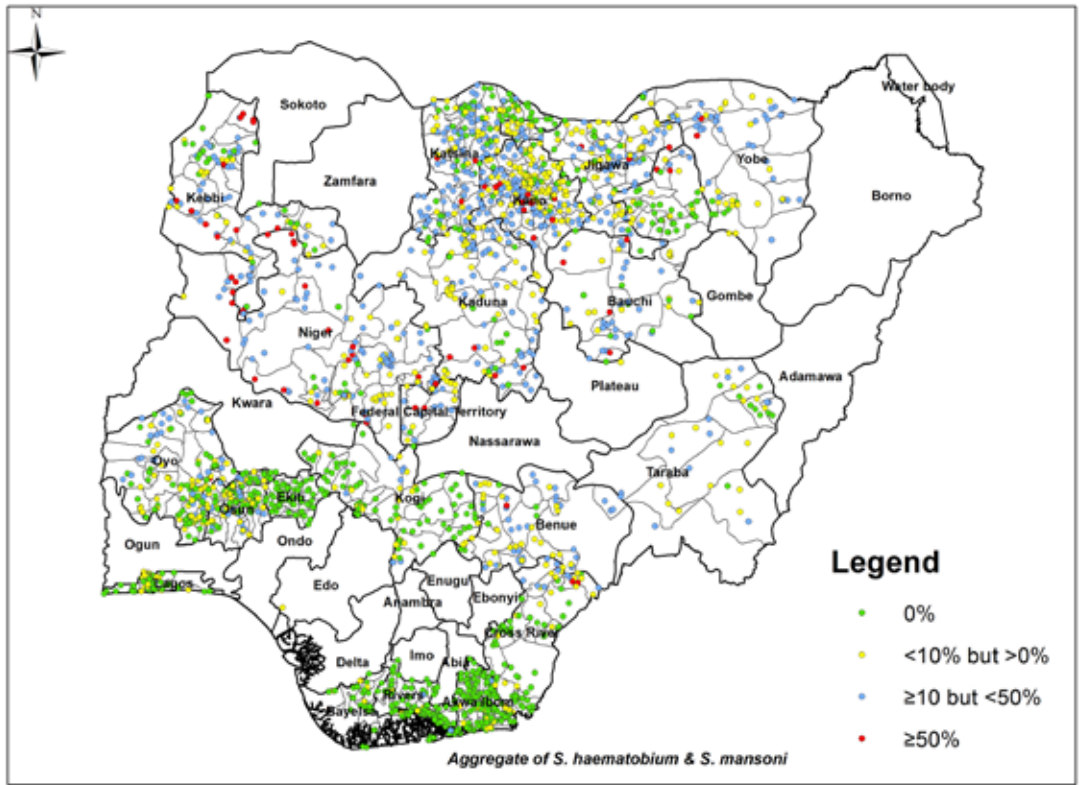 N
Sokoto
Water body
Katsina
Jigawa
Yobe
Zamfara
Kebbi
Kano
Borno
Kaduna
Bauchi
Gombe
Niger
Adamawa
Plateau
Kwara
Federal Capital Territory
Nassarawa
Oyo
Taraba
Ekiti
Kogi
Osun
Benue
Ogun
Ondo
Legend
Lagos
Edo
Enugu
Ebonyi
Anambra
0%
Cross River
<10% but >0%
Delta
Imo
Abia
Rivers
Akwa Ibom
≥10 but <50%
Bayelsa
≥50%
Aggregate of S. haematobium & S. mansoni